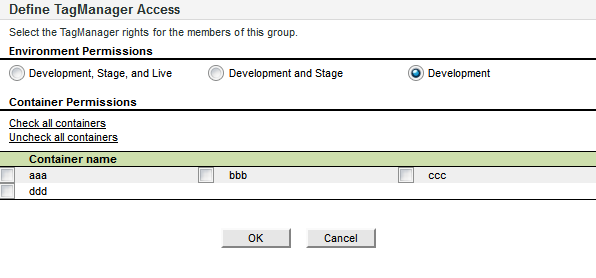 Define TagManager Access
Select the TagManager rights for the members of this group.
Environment Permissions
Development, Stage, and Live Development and Stage Development
Container Permissions
Check all containers
Uncheck all containers
Container name
aaa bbb ccc
ddd
OK Cancel